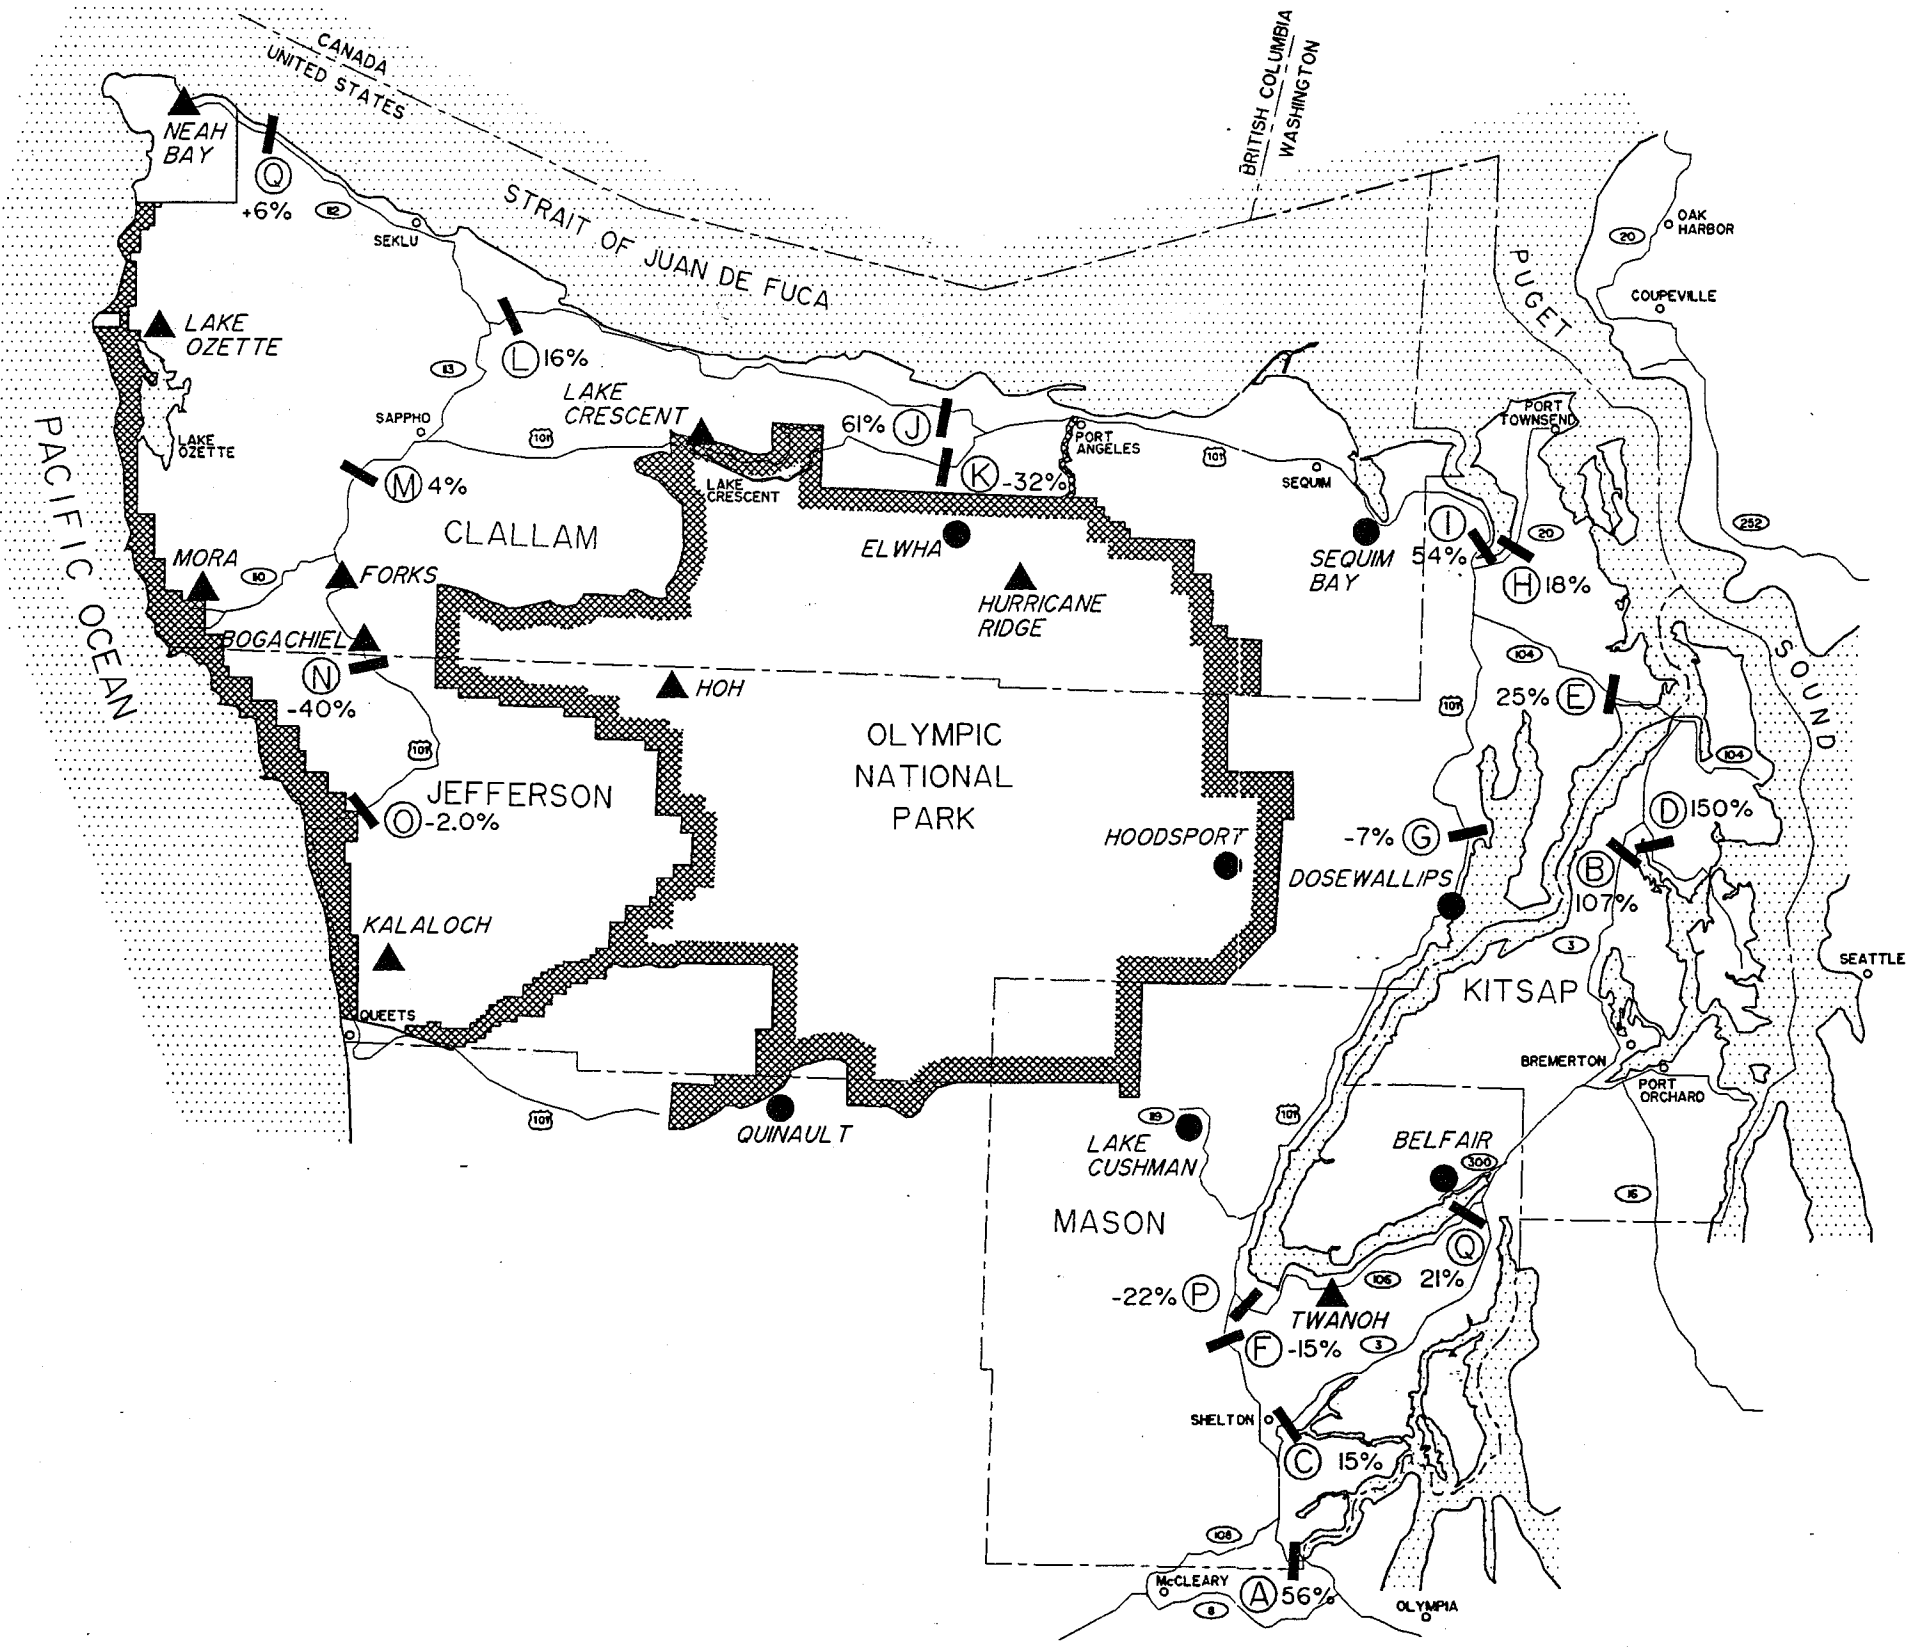 CANADA
UNITED STATES
BRITISH COLUMBIA
WASHINGTON
NEAH
BAY
Q
+6%
112
SEKLU
STRAIT OF JUAN DE FUCA
PUGET
SOUND
20
OAK
HARBOR
COUPEVILLE
LAKE
OZETTE
L 16%
113
LAKE
CRESCENT
SAPPHO
101
61% J
K -32%
PORT
ANGELES
101
SEQUIM
PORT
TOWNSEND
LAKE
OZETTE
LAKE
CRESCENT
M 4%
PACIFIC OCEAN
CLALLAM
ELWHA
HURRICANE
RIDGE
SEQUIM
BAY
I
54%
H 18%
20
252
MORA
110
FORKS
BOGACHIEL
N
-40%
HOH
104
25% E
101
101
OLYMPIC
NATIONAL
PARK
104
JEFFERSON
O -2.0%
D 150%
HOODSPORT
-7% G
DOSEWALLIPS
B
107%
KALALOCH
3
SEATTLE
KITSAP
QUEETS
BREMERTON
PORT
ORCHARD
101
QUINAULT
119
LAKE
CUSHMAN
101
BELFAIR
300
16
MASON
Q
21%
106
-22% P
TWANOH
F -15%
3
SHELTON
C 15%
108
McCLEARY
A 56%
8
OLYMPIA